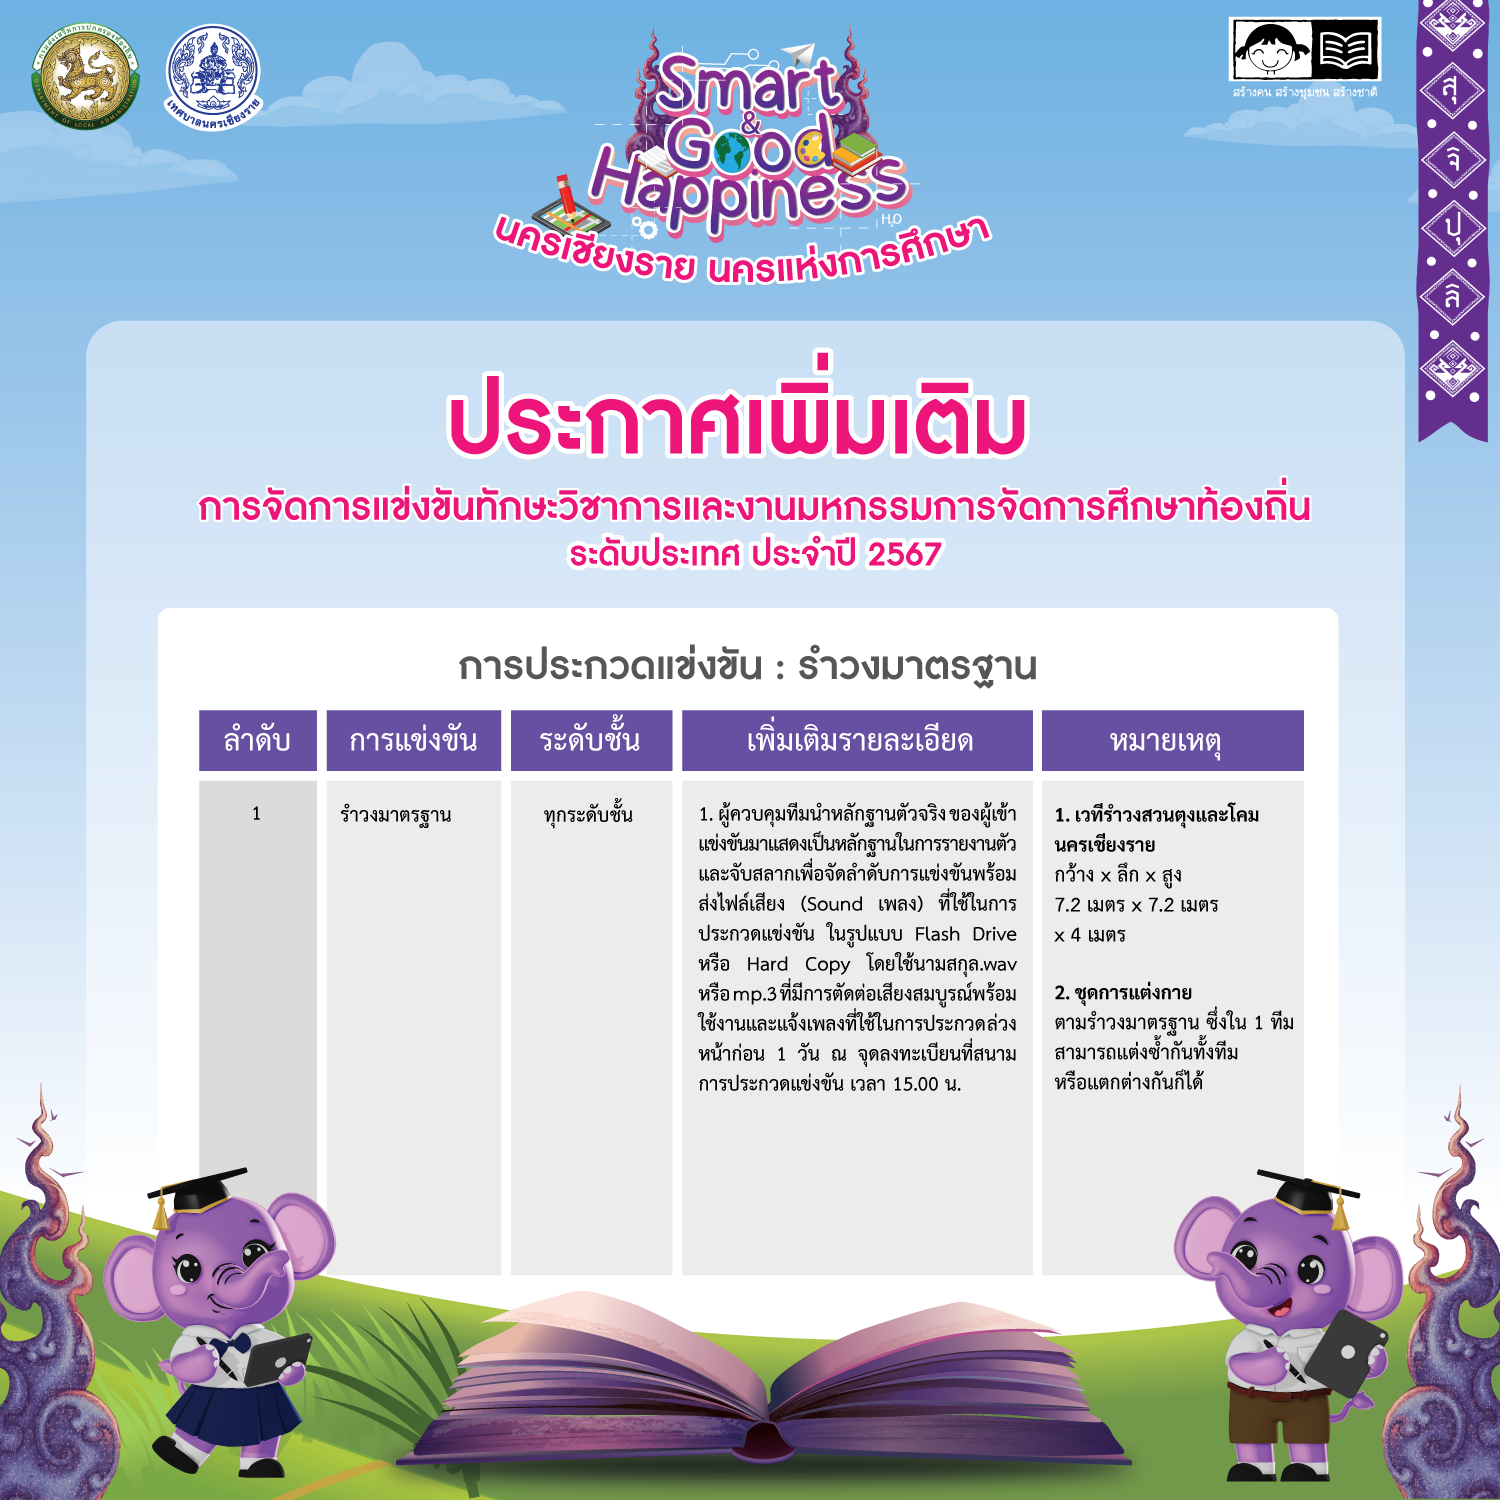 กรมส่งเสริมการปกครองท้องถิ่น
DEPARTMENT OF LOCAL ADMINISTRATION
เทศบาลนครเชียงราย
Smart
&
Good
Happiness
H₂O
นครเชียงราย นครแห่งการศึกษา
สร้างคน สร้างชุมชน สร้างชาติ
สุ
จิ
ปุ
ลิ
ประกาศเพิ่มเติม
การจัดการแข่งขันทักษะวิชาการและงานมหกรรมการจัดการศึกษาท้องถิ่น
ระดับประเทศ ประจำปี 2567
การประกวดแข่งขัน : รำวงมาตรฐาน
ลำดับ การแข่งขัน ระดับชั้น เพิ่มเติมรายละเอียด หมายเหตุ
1 รำวงมาตรฐาน ทุกระดับชั้น
1. ผู้ควบคุมทีมนำหลักฐานตัวจริงของผู้เข้า
แข่งขันมาแสดงเป็นหลักฐานในการรายงานตัว
และจับสลากเพื่อจัดลำดับการแข่งขันพร้อม
ส่งไฟล์เสียง (Sound เพลง) ที่ใช้ในการ
ประกวดแข่งขัน ในรูปแบบ Flash Drive
หรือ Hard Copy โดยใช้นามสกุล.wav
หรือ mp.3 ที่มีการตัดต่อเสียงสมบูรณ์พร้อม
ใช้งานและแจ้งเพลงที่ใช้ในการประกวดล่วง
หน้าก่อน 1 วัน ณ จุดลงทะเบียนที่สนาม
การประกวดแข่งขัน เวลา 15.00 น.
1. เวทีรำวงสวนตุงและโคม
นครเชียงราย
กว้าง x ลึก x สูง
7.2 เมตร x 7.2 เมตร
x 4 เมตร
2. ชุดการแต่งกาย
ตามรำวงมาตรฐาน ซึ่งใน 1 ทีม
สามารถแต่งซ้ำกันทั้งทีม
หรือแตกต่างกันก็ได้